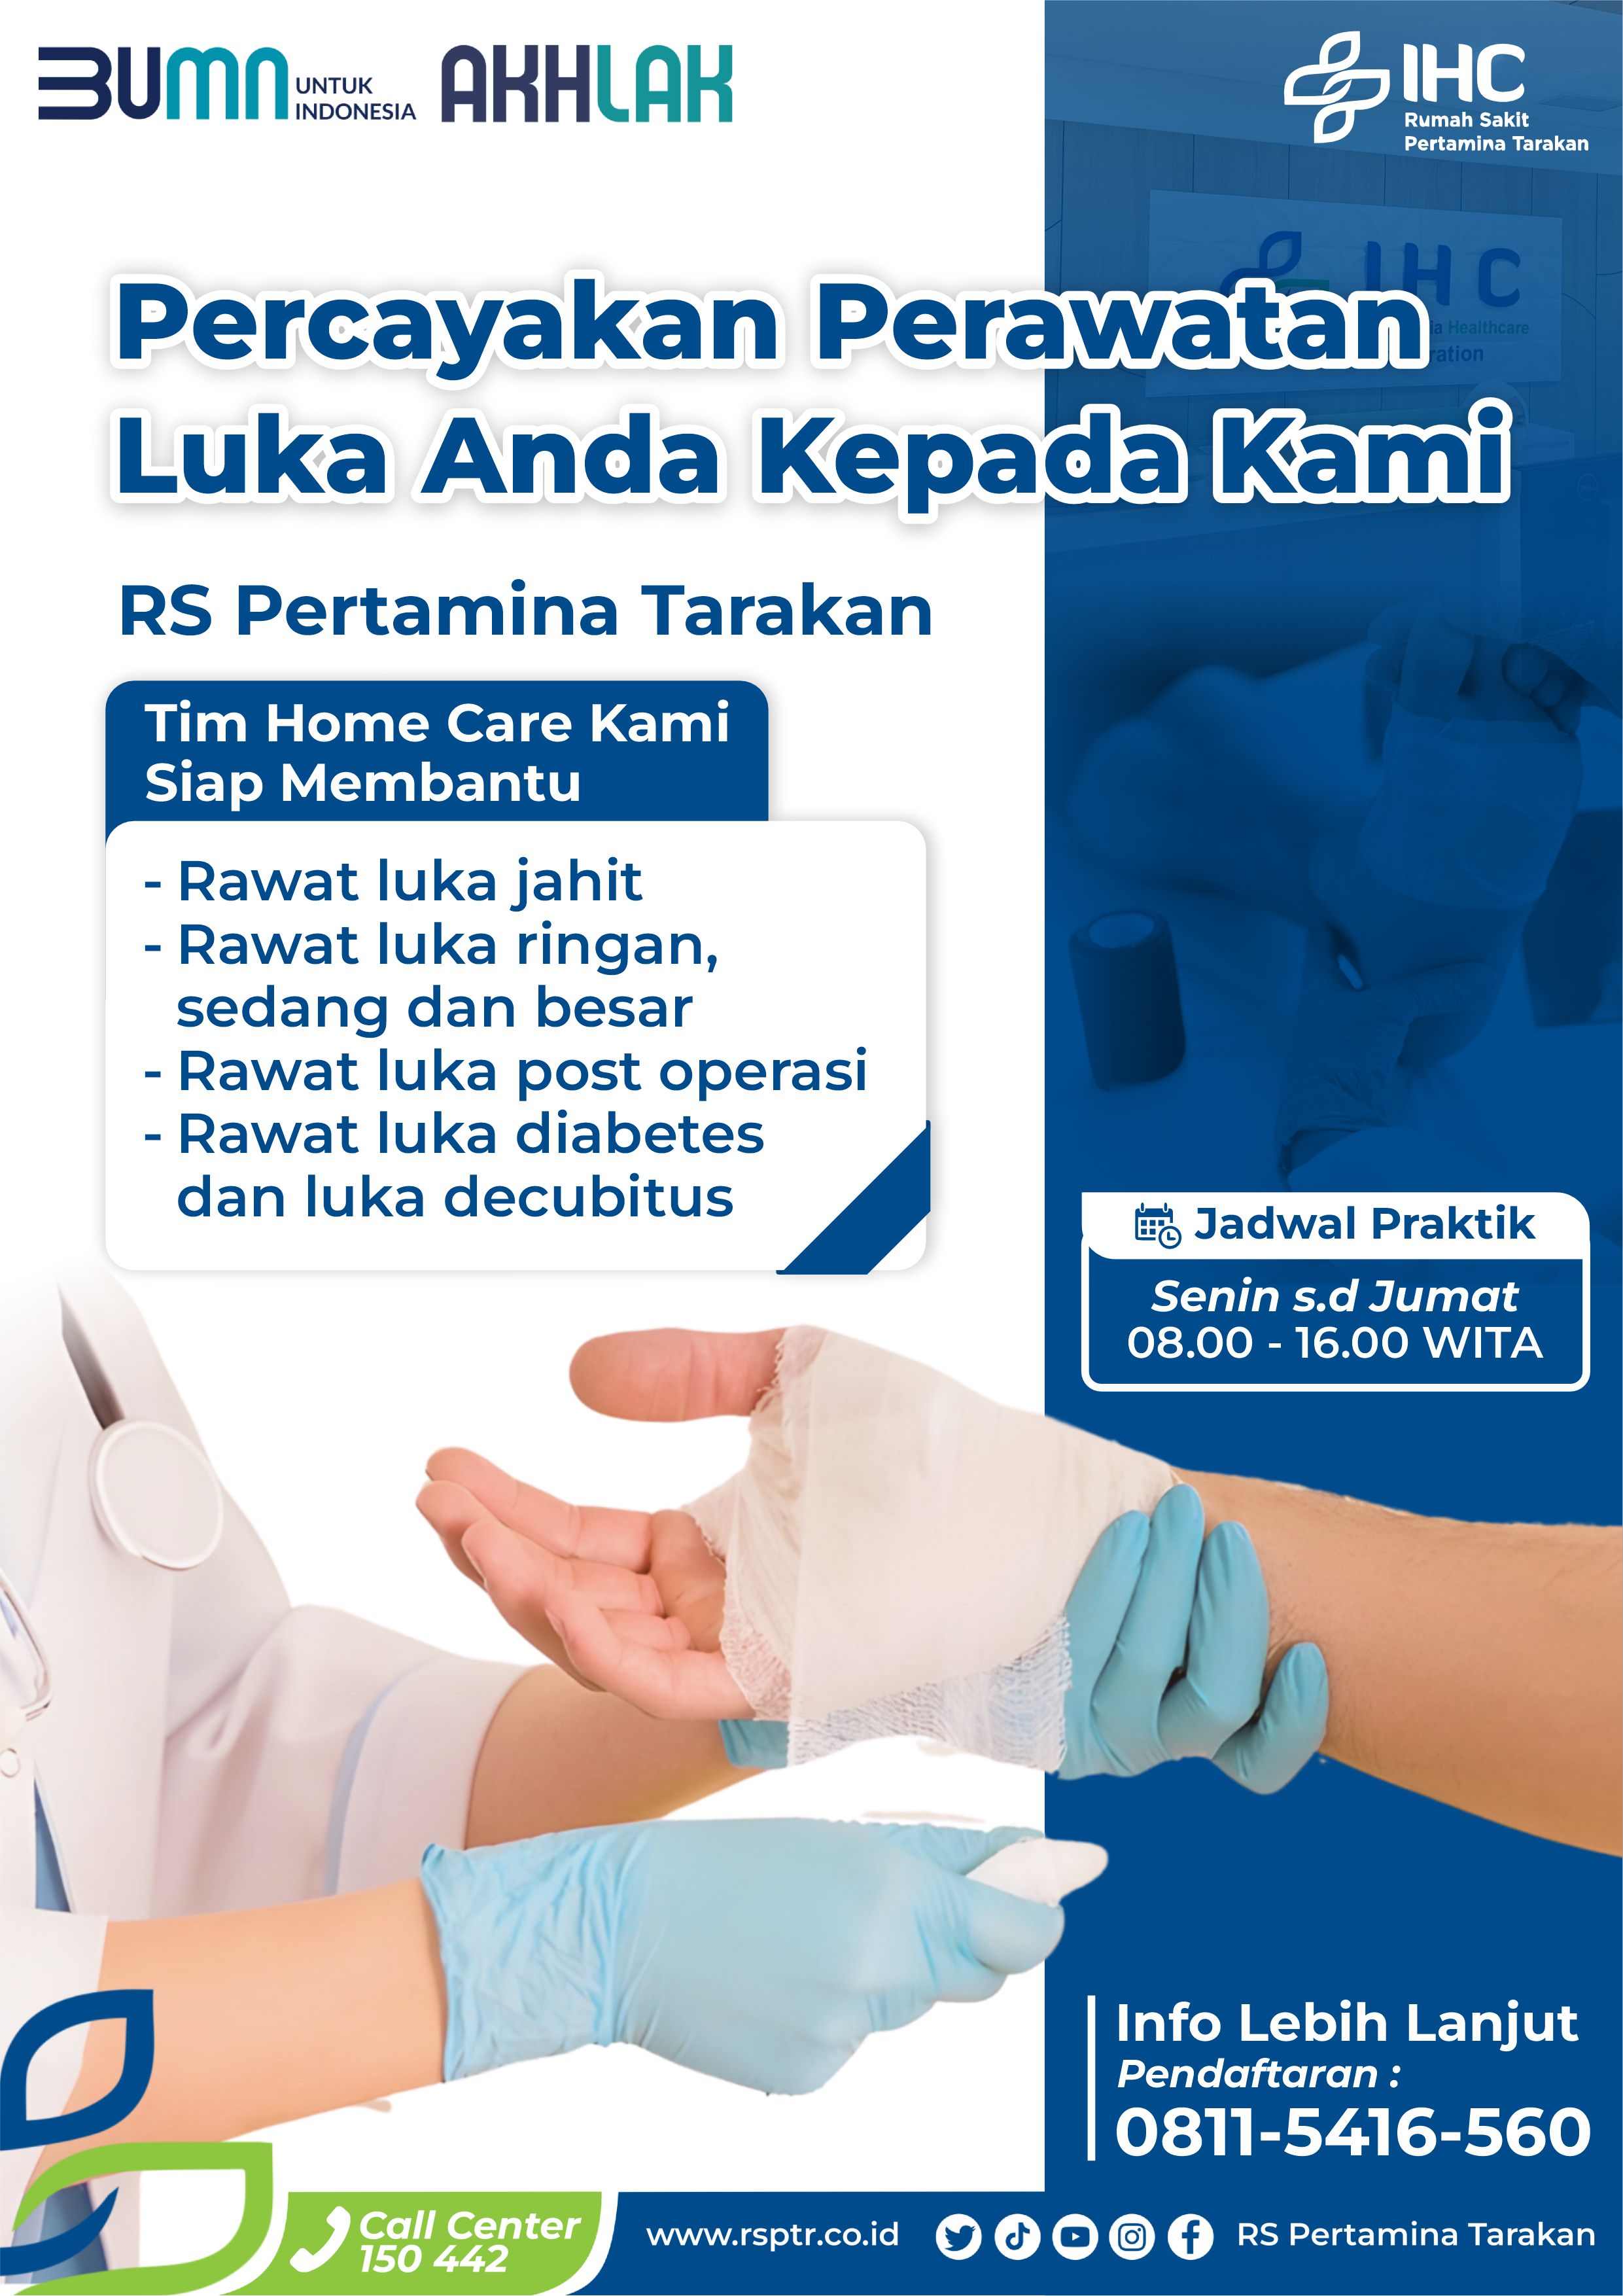 BUMN UNTUK
INDONESIA
AKHLAK
IHC
Rumah Sakit
Pertamina Tarakan
IHC
Healthcare
Percayakan Perawatan
Luka Anda Kepada Kami
RS Pertamina Tarakan
Tim Home Care Kami
Siap Membantu
- Rawat luka jahit
- Rawat luka ringan,
sedang dan besar
- Rawat luka post operasi
- Rawat luka diabetes
dan luka decubitus
Jadwal Praktik
Senin s.d Jumat
08.00 - 16.00 WITA
Info Lebih Lanjut
Pendaftaran :
0811-5416-560
Call Center
150 442
www.rsptr.co.id
RS Pertamina Tarakan